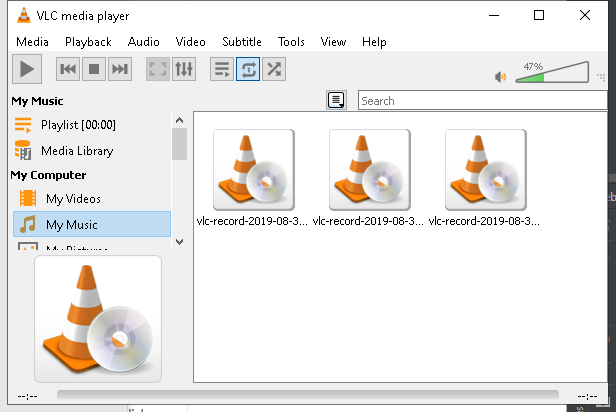 VLC media player
Media Playback Audio Video Subtitle Tools View Help
47%
My Music
Search
Playlist [00:00]
Media Library
My Computer
My Videos
My Music
vlc-record-2019-08-3... vlc-record-2019-08-3... vlc-record-2019-08-3...
--:-- --:--